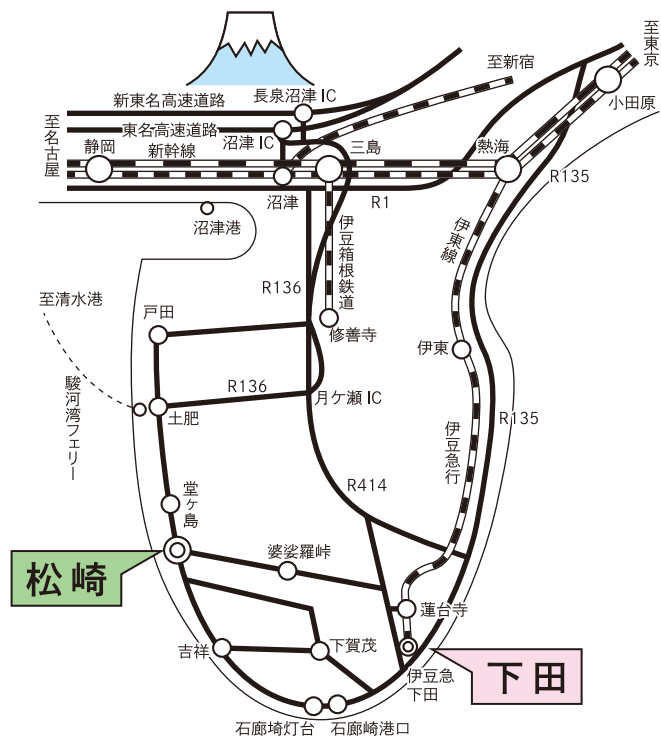 至東京
至新宿
長泉沼津IC
新東名高速道路
小田原
東名高速道路
沼津IC
至名古屋
静岡
新幹線
三島
熱海
R135
沼津
R1
沼津港
伊豆箱根鉄道
伊東線
R136
至清水港
戸田
修善寺
伊東
駿河湾フェリー
R136
月ケ瀬IC
土肥
R135
伊豆急行
R414
堂ヶ島
婆娑羅峠
松崎
蓮台寺
吉祥
下賀茂
伊豆急
下田
下田
石廊埼灯台
石廊崎港口